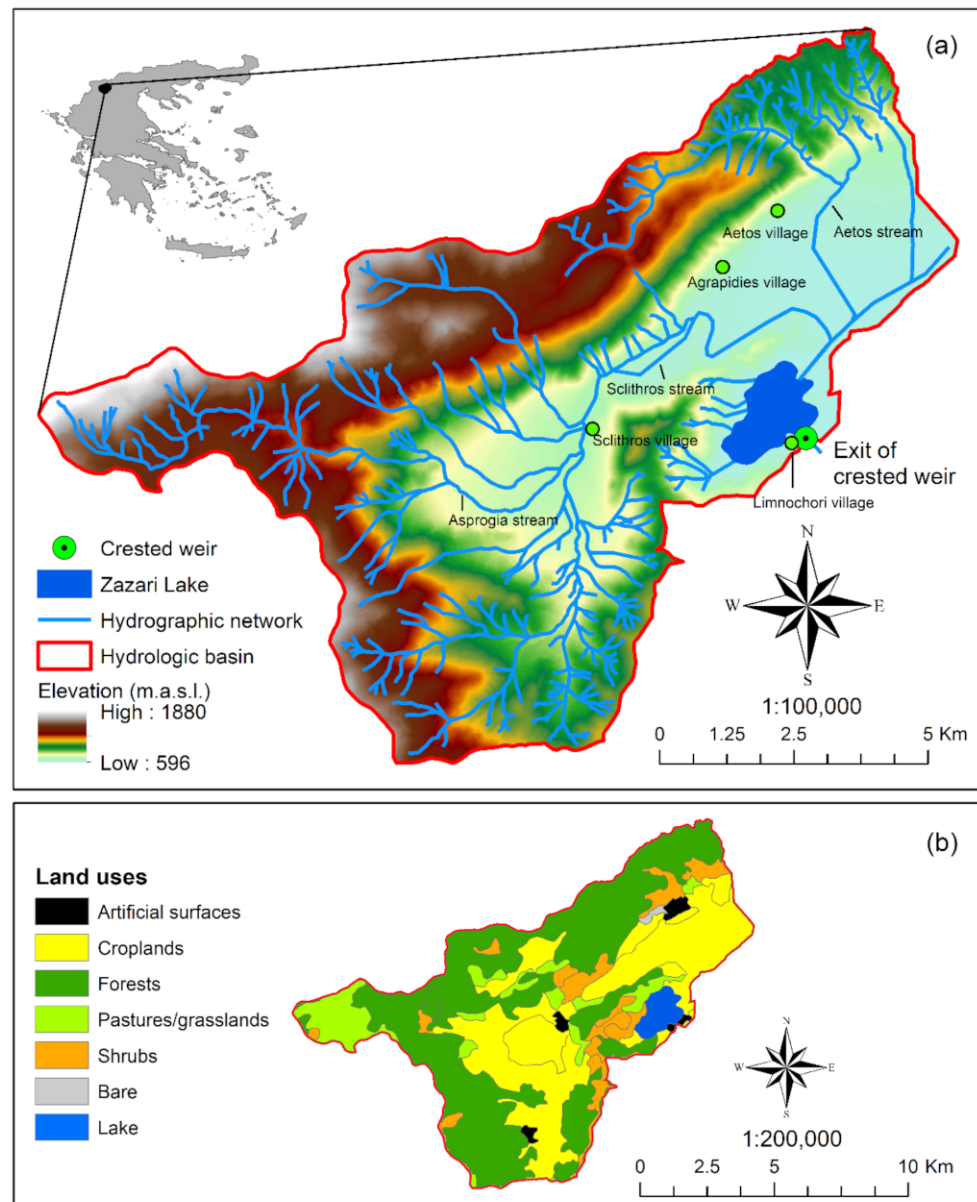 (a)
Aetos village
Aetos stream
Agrapidies village
Sclithros stream
Sclithros village
Exit of
crested weir
Limnochori village
Asprogia stream
Crested weir
Zazari Lake
Hydrographic network
Hydrologic basin
Elevation (m.a.s.l.)
High : 1880
Low : 596
N
W
E
S
1:100,000
0 1.25 2.5 5 Km
(b)
Land uses
Artificial surfaces
Croplands
Forests
Pastures/grasslands
Shrubs
Bare
Lake
N
W
E
S
1:200,000
0 2.5 5 10 Km